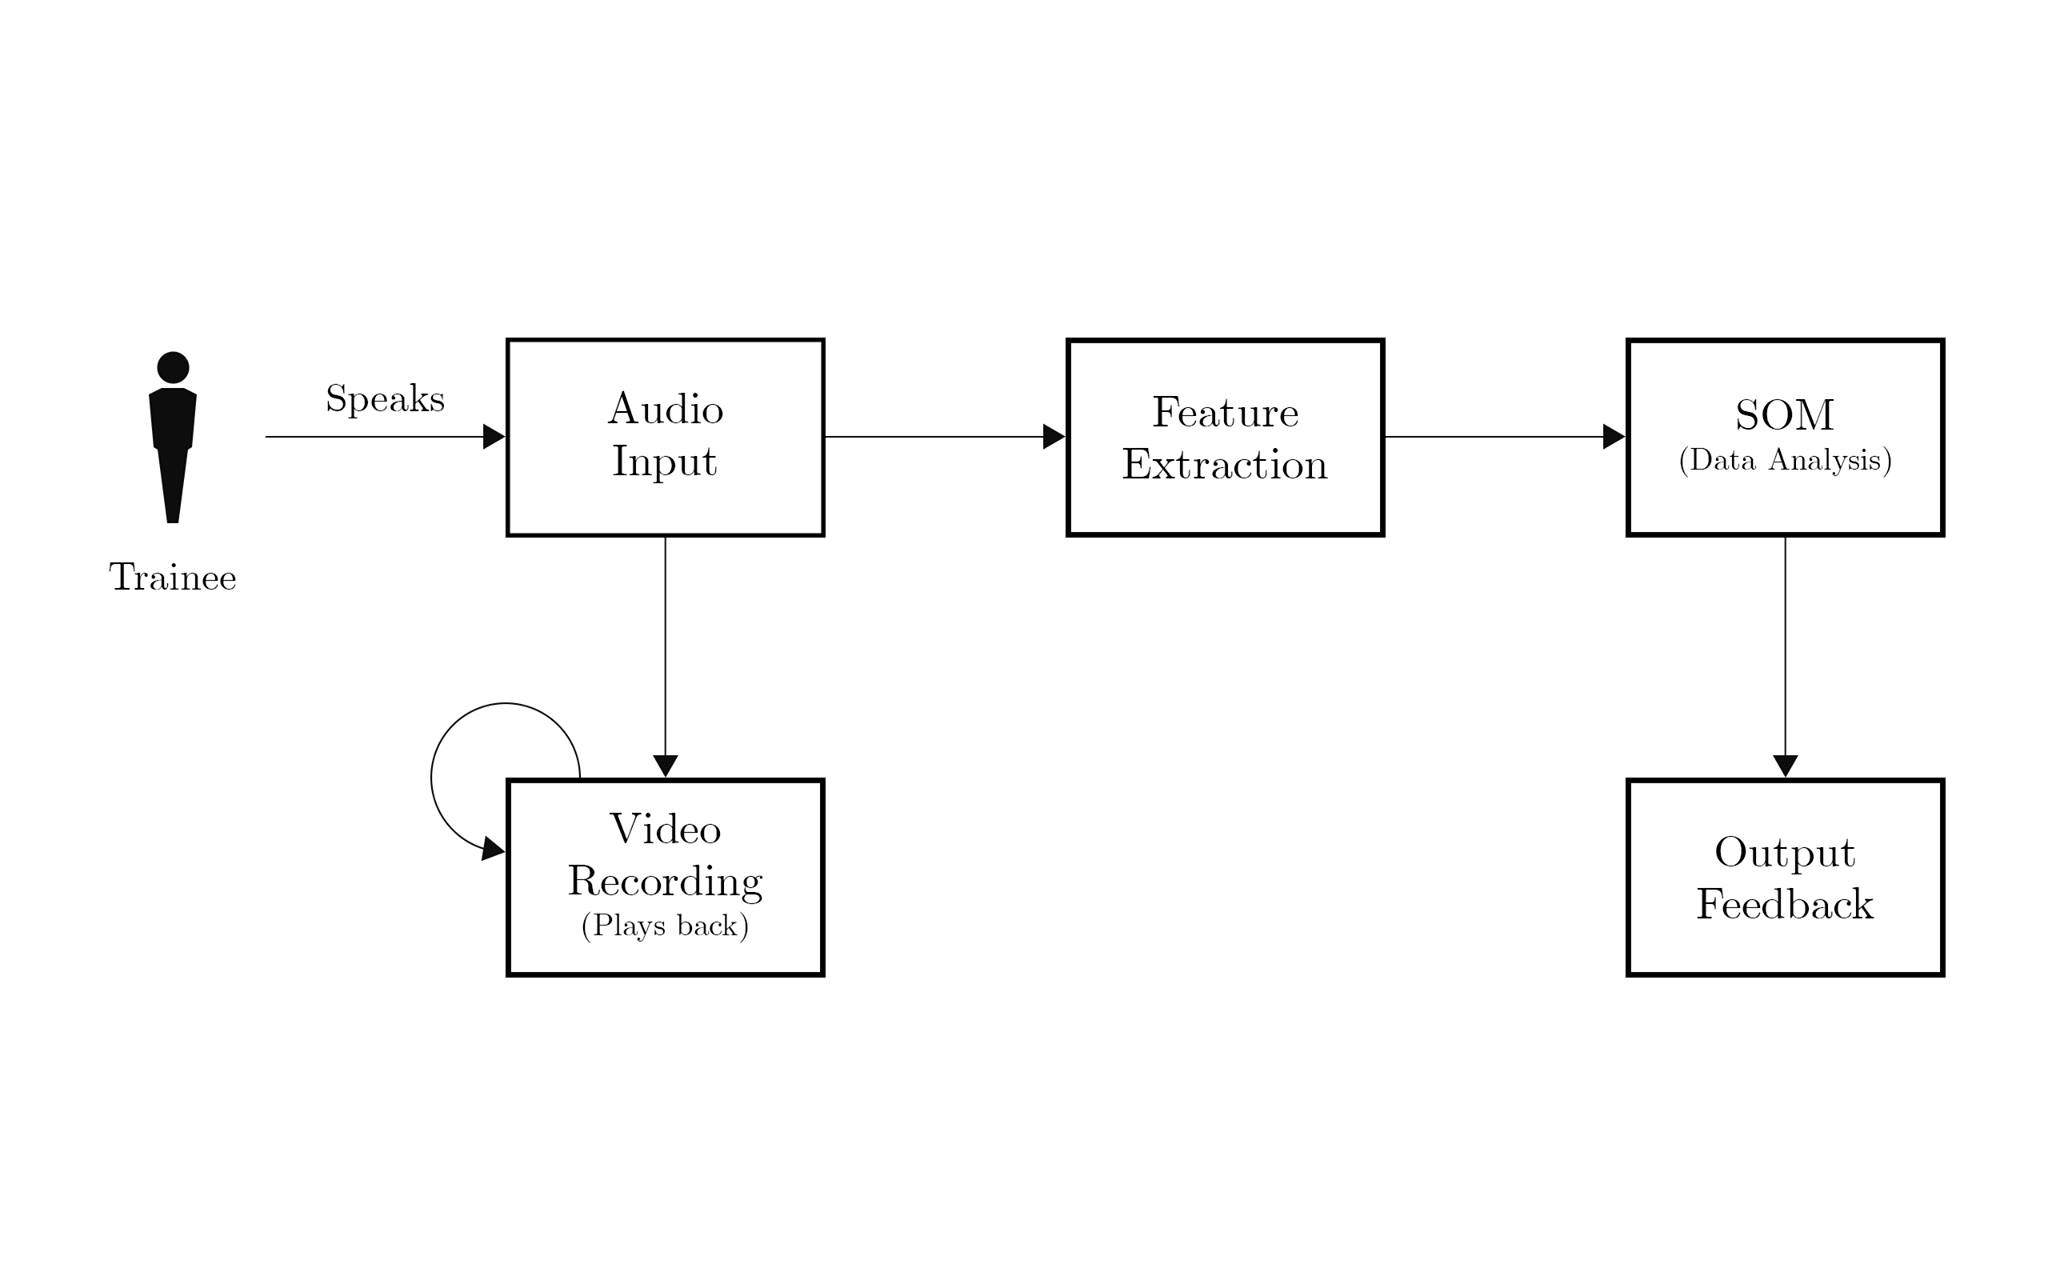 Speaks
Trainee
Audio
Input
Feature
Extraction
SOM
(Data Analysis)
Video
Recording
(Plays back)
Output
Feedback